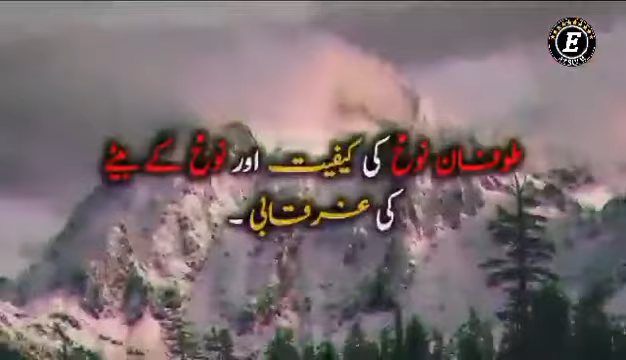 طوفان نوحؑ کی کیفیت اور نوحؑ کے بیٹے
کی غرقابی ۔
E